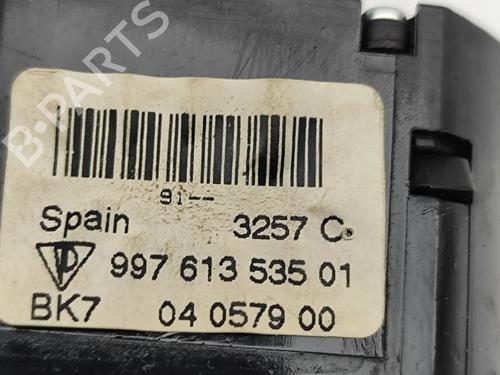 B-PARTS
91--
Spain 3257 C.
997 613 535 01
BK7 04 0579 00